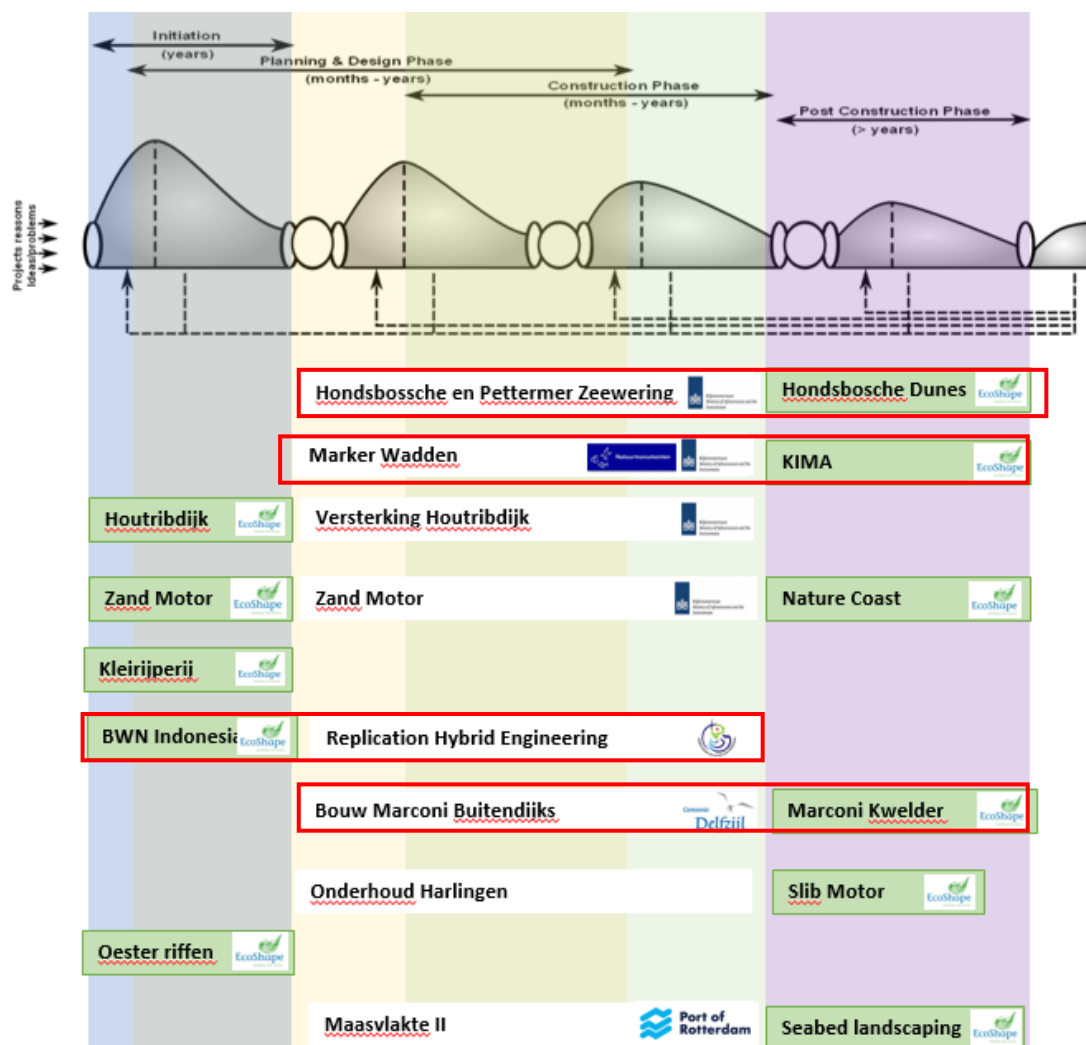 Initiation
(years)
Planning & Design Phase
(months - years)
Construction Phase
(months - years)
Post Construction Phase
(> years)
Projects reasons
Ideas/problems
Hondsbossche en Pettermer Zeewering
Hondsbosche Dunes
EcoShape
Marker Wadden
Natuurmonumenten
KIMA
EcoShape
Houtribdijk
EcoShape
Versterking Houtribdijk
Zand Motor
EcoShape
Zand Motor
Nature Coast
EcoShape
Kleirijperij
EcoShape
BWN Indonesia
EcoShape
Replication Hybrid Engineering
Bouw Marconi Buitendijks
Gemeente
Delfzijl
Marconi Kwelder
EcoShape
Onderhoud Harlingen
Slib Motor
EcoShape
Oester riffen
EcoShape
Maasvlakte II
Port of
Rotterdam
Seabed landscaping
EcoShape